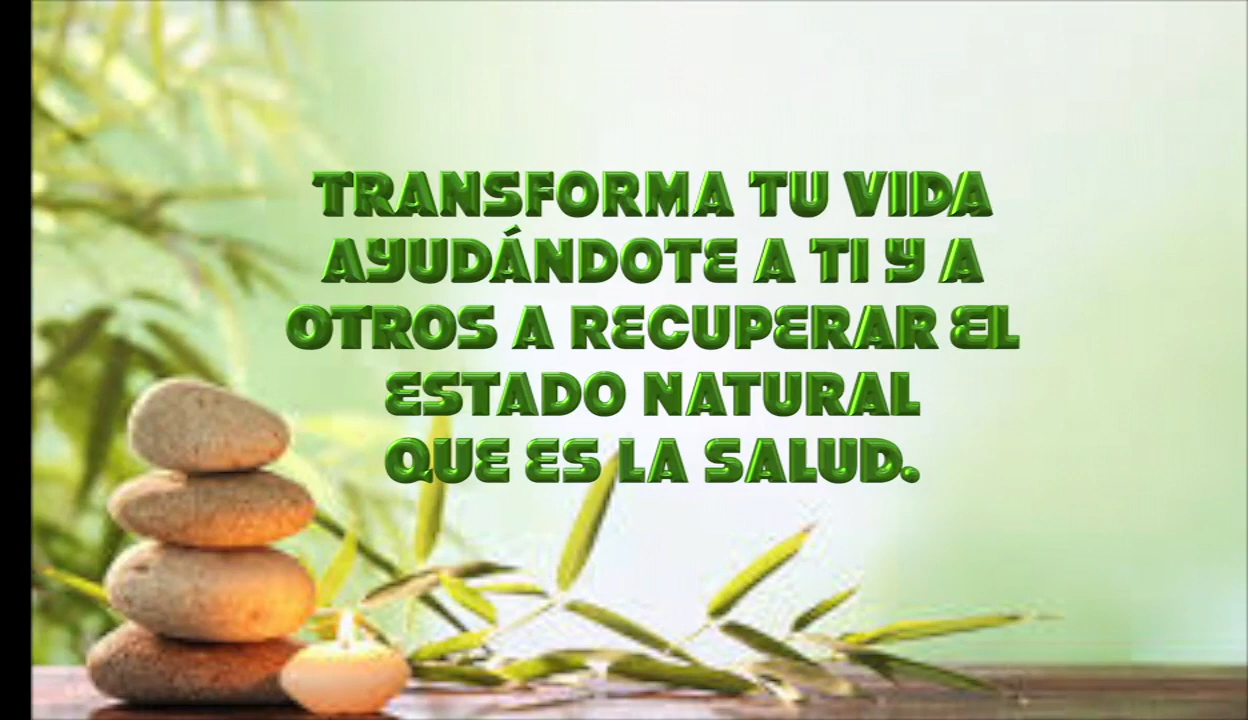 TRANSFORMA TU VIDA
AYUDÁNDOTE A TI Y A
OTROS A RECUPERAR EL
ESTADO NATURAL
QUE ES LA SALUD.